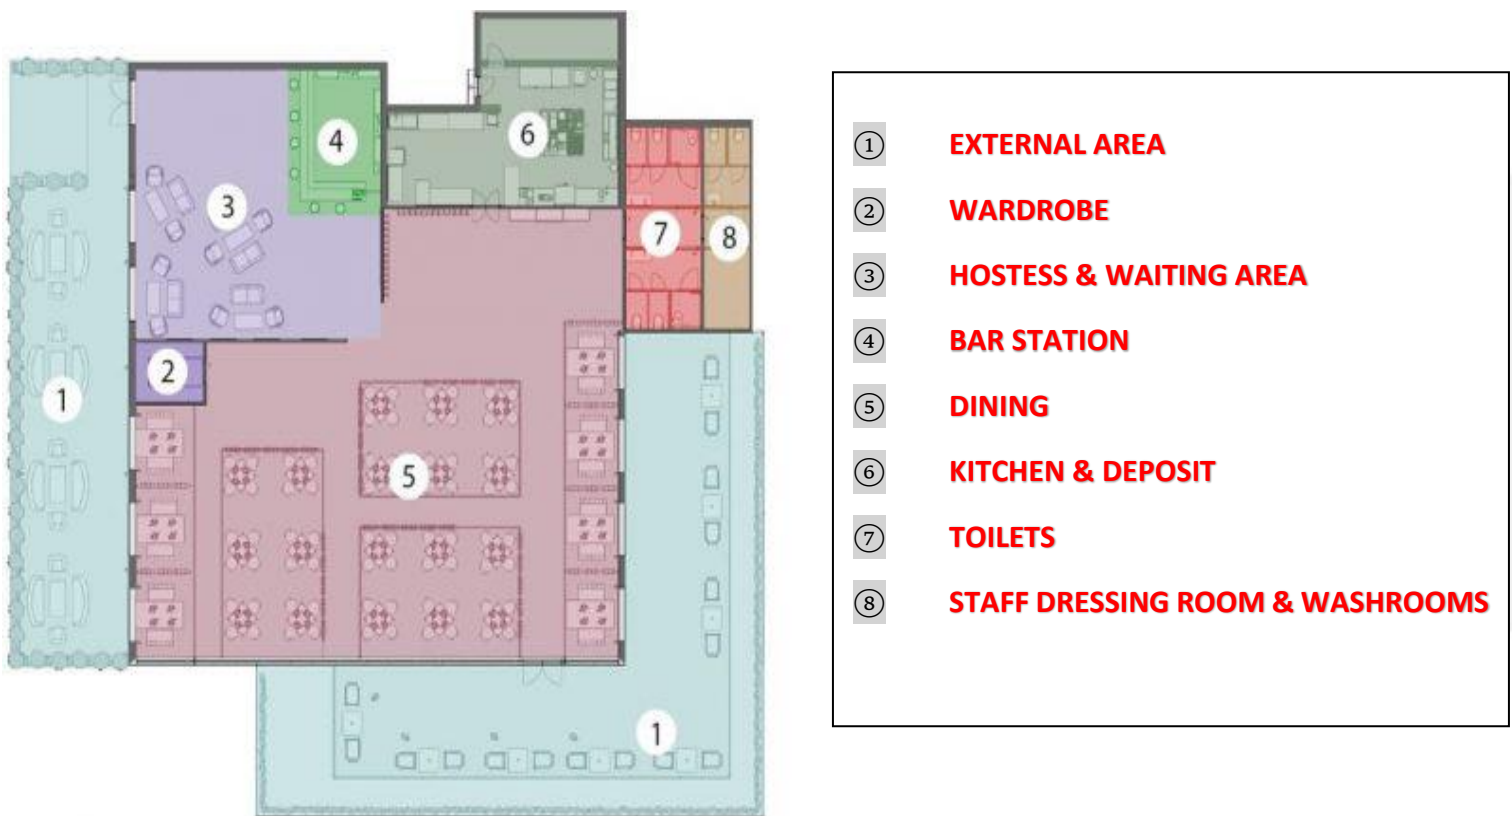 4
6
3
7
8
2
1
5
1
① EXTERNAL AREA
② WARDROBE
③ HOSTESS & WAITING AREA
④ BAR STATION
⑤ DINING
⑥ KITCHEN & DEPOSIT
⑦ TOILETS
⑧ STAFF DRESSING ROOM & WASHROOMS